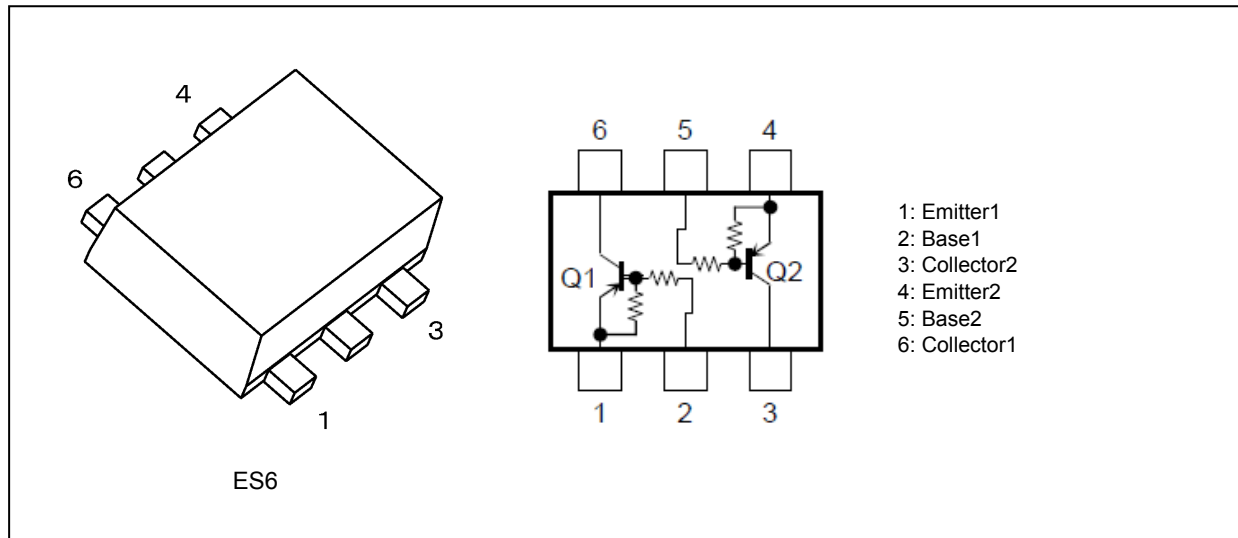 4
6
3
1
ES6
6 5 4
Q1
Q2
1 2 3
1: Emitter1
2: Base1
3: Collector2
4: Emitter2
5: Base2
6: Collector1